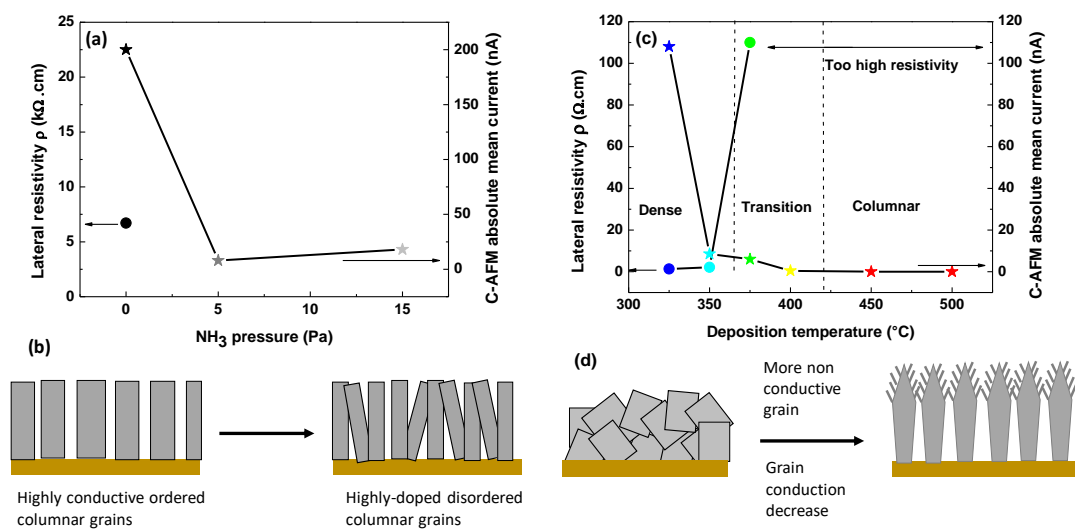 (a)
Lateral resistivity ρ (kΩ.cm)
25
20
15
10
5
0
200
100
0
C-AFM absolute mean current (nA)
0 5 10 15
NH3 pressure (Pa)
(c)
Lateral resistivity ρ (Ω.cm)
120
100
80
60
40
20
0
120
100
80
60
40
20
0
C-AFM absolute mean current (nA)
Too high resistivity
Dense
Transition
Columnar
300 350 400 450 500
Deposition temperature (°C)
(b)
Highly conductive ordered
columnar grains
Highly-doped disordered
columnar grains
(d)
More non
conductive
grain
Grain
conduction
decrease